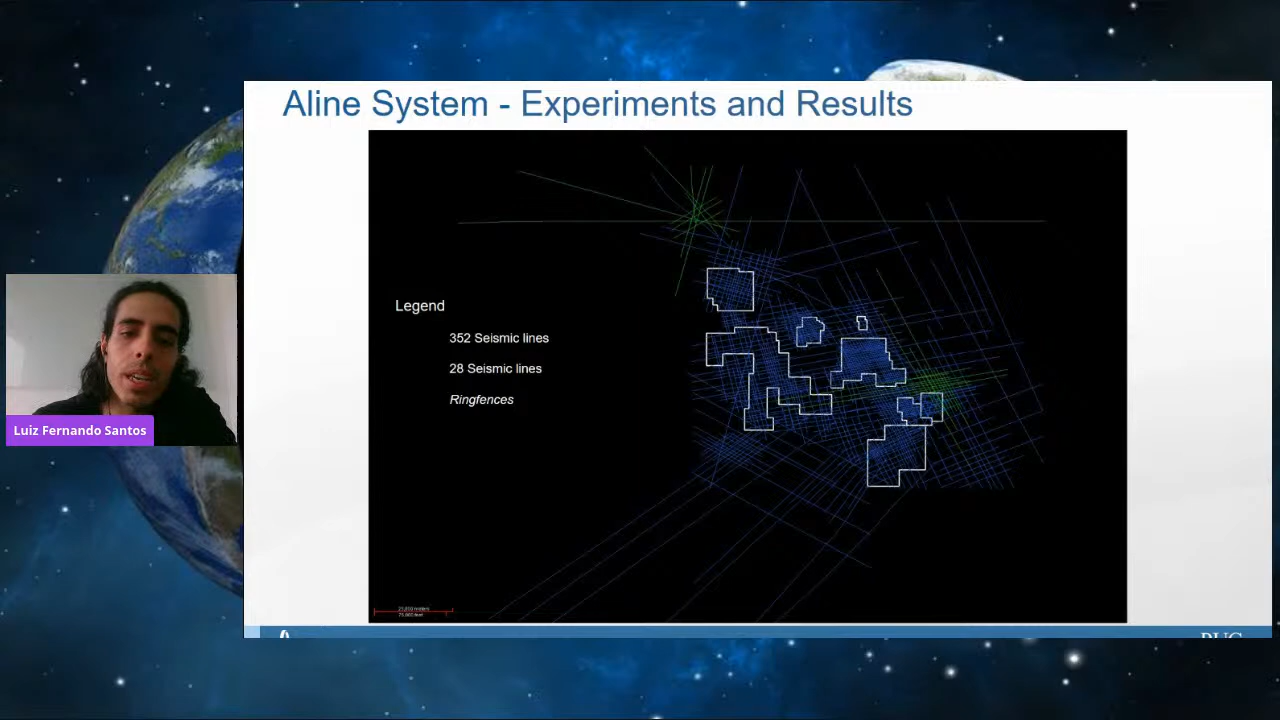 Aline System - Experiments and Results
Legend
352 Seismic lines
28 Seismic lines
Ringfences
Luiz Fernando Santos